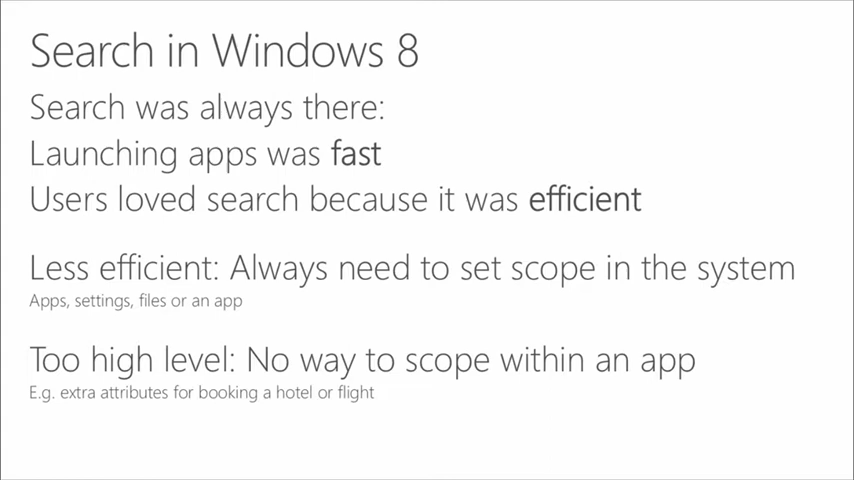 Search in Windows 8
Search was always there:
Launching apps was fast
Users loved search because it was efficient
Less efficient: Always need to set scope in the system
Apps, settings, files or an app
Too high level: No way to scope within an app
E.g. extra attributes for booking a hotel or flight